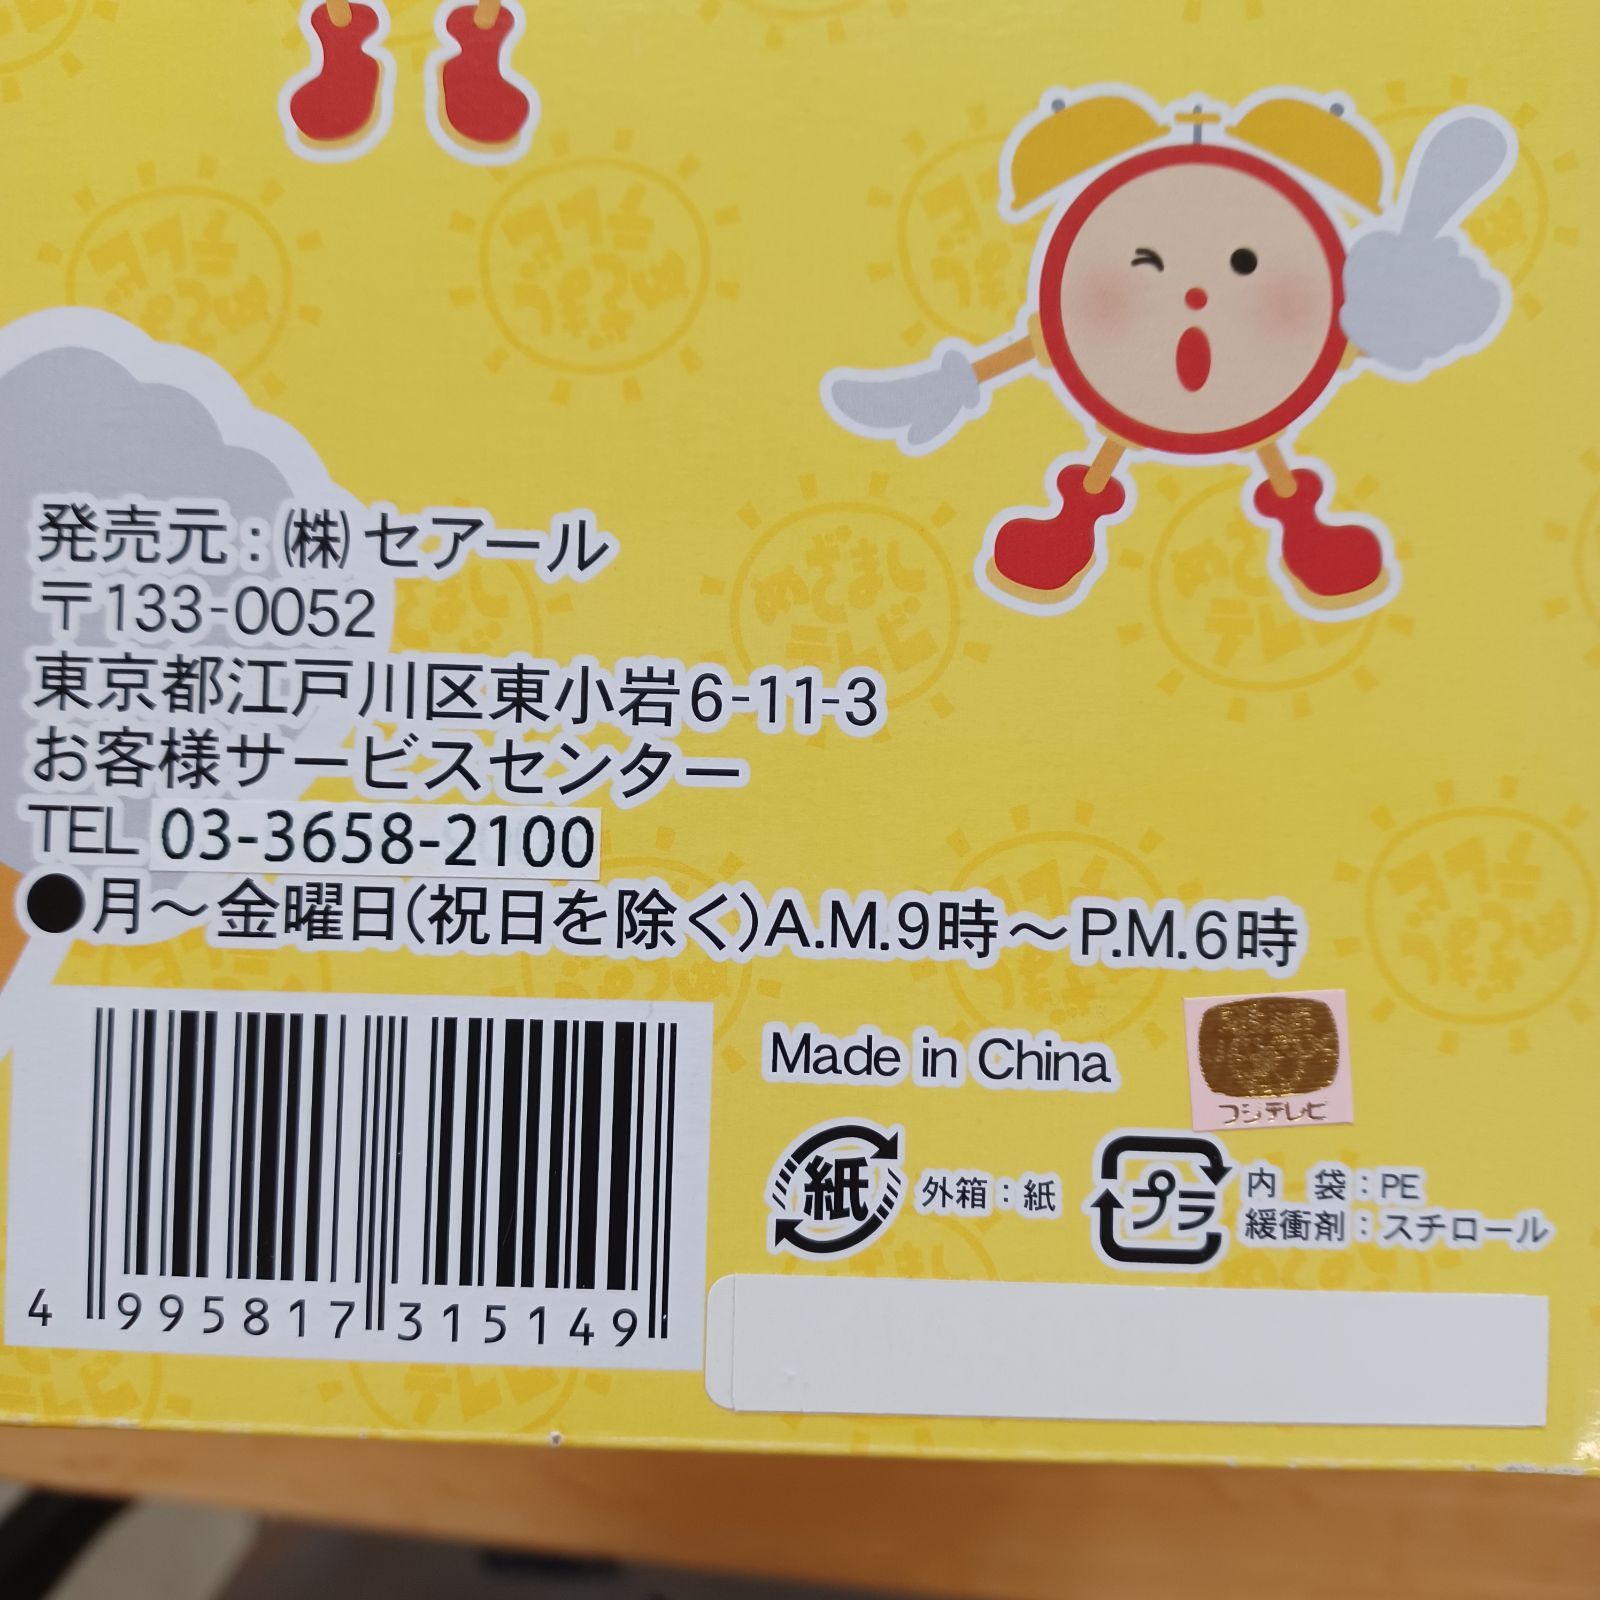 発売元:(株)セアール
〒133-0052
東京都江戸川区東小岩6-11-3
お客様サービスセンター
TEL 03-3658-2100
●月〜金曜日(祝日を除く)A.M.9時〜P.M.6時
4 995817 315149
Made in China
フジテレビ
紙
外箱:紙
プラ
内 袋:PE
緩衝剤:スチロール
めざまし
テレビ